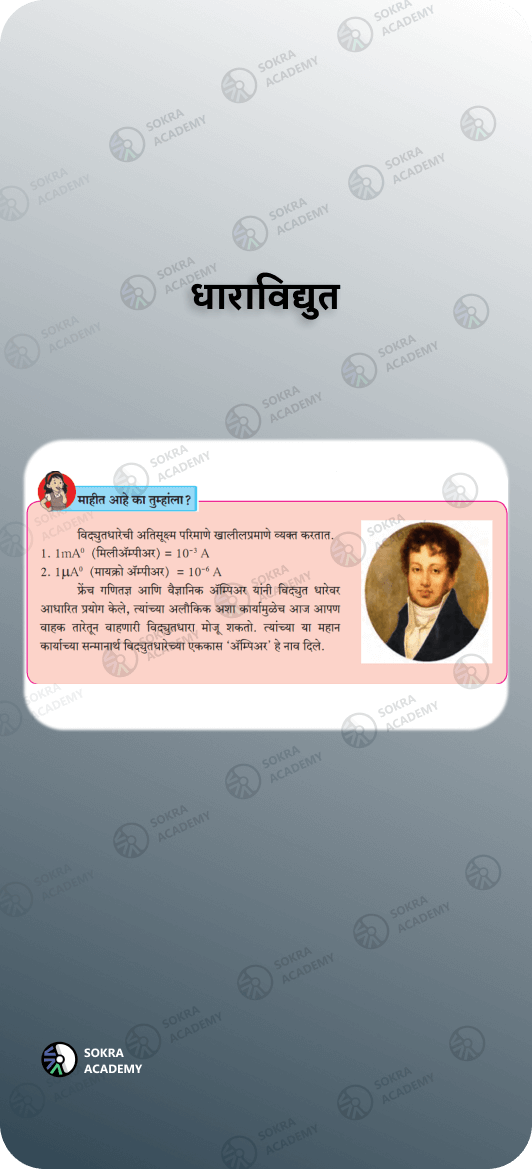 धाराविद्युत
माहीत आहे का तुम्हांला?
विद्युतधारेची अतिसूक्ष्म परिमाणे खालीलप्रमाणे व्यक्त करतात.
1. 1mA⁰ (मिलीॲम्पीअर) = 10⁻³ A
2. 1μA⁰ (मायक्रो ॲम्पीअर) = 10⁻⁶ A
फ्रेंच गणितज्ञ आणि वैज्ञानिक ॲम्पिअर यांनी विद्युत धारेवर
आधारित प्रयोग केले, त्यांच्या अलौकिक अशा कार्यामुळेच आज आपण
वाहक तारेतून वाहणारी विद्युतधारा मोजू शकतो. त्यांच्या या महान
कार्याच्या सन्मानार्थ विद्युतधारेच्या एककास ‘ॲम्पिअर’ हे नाव दिले.
SOKRA
ACADEMY